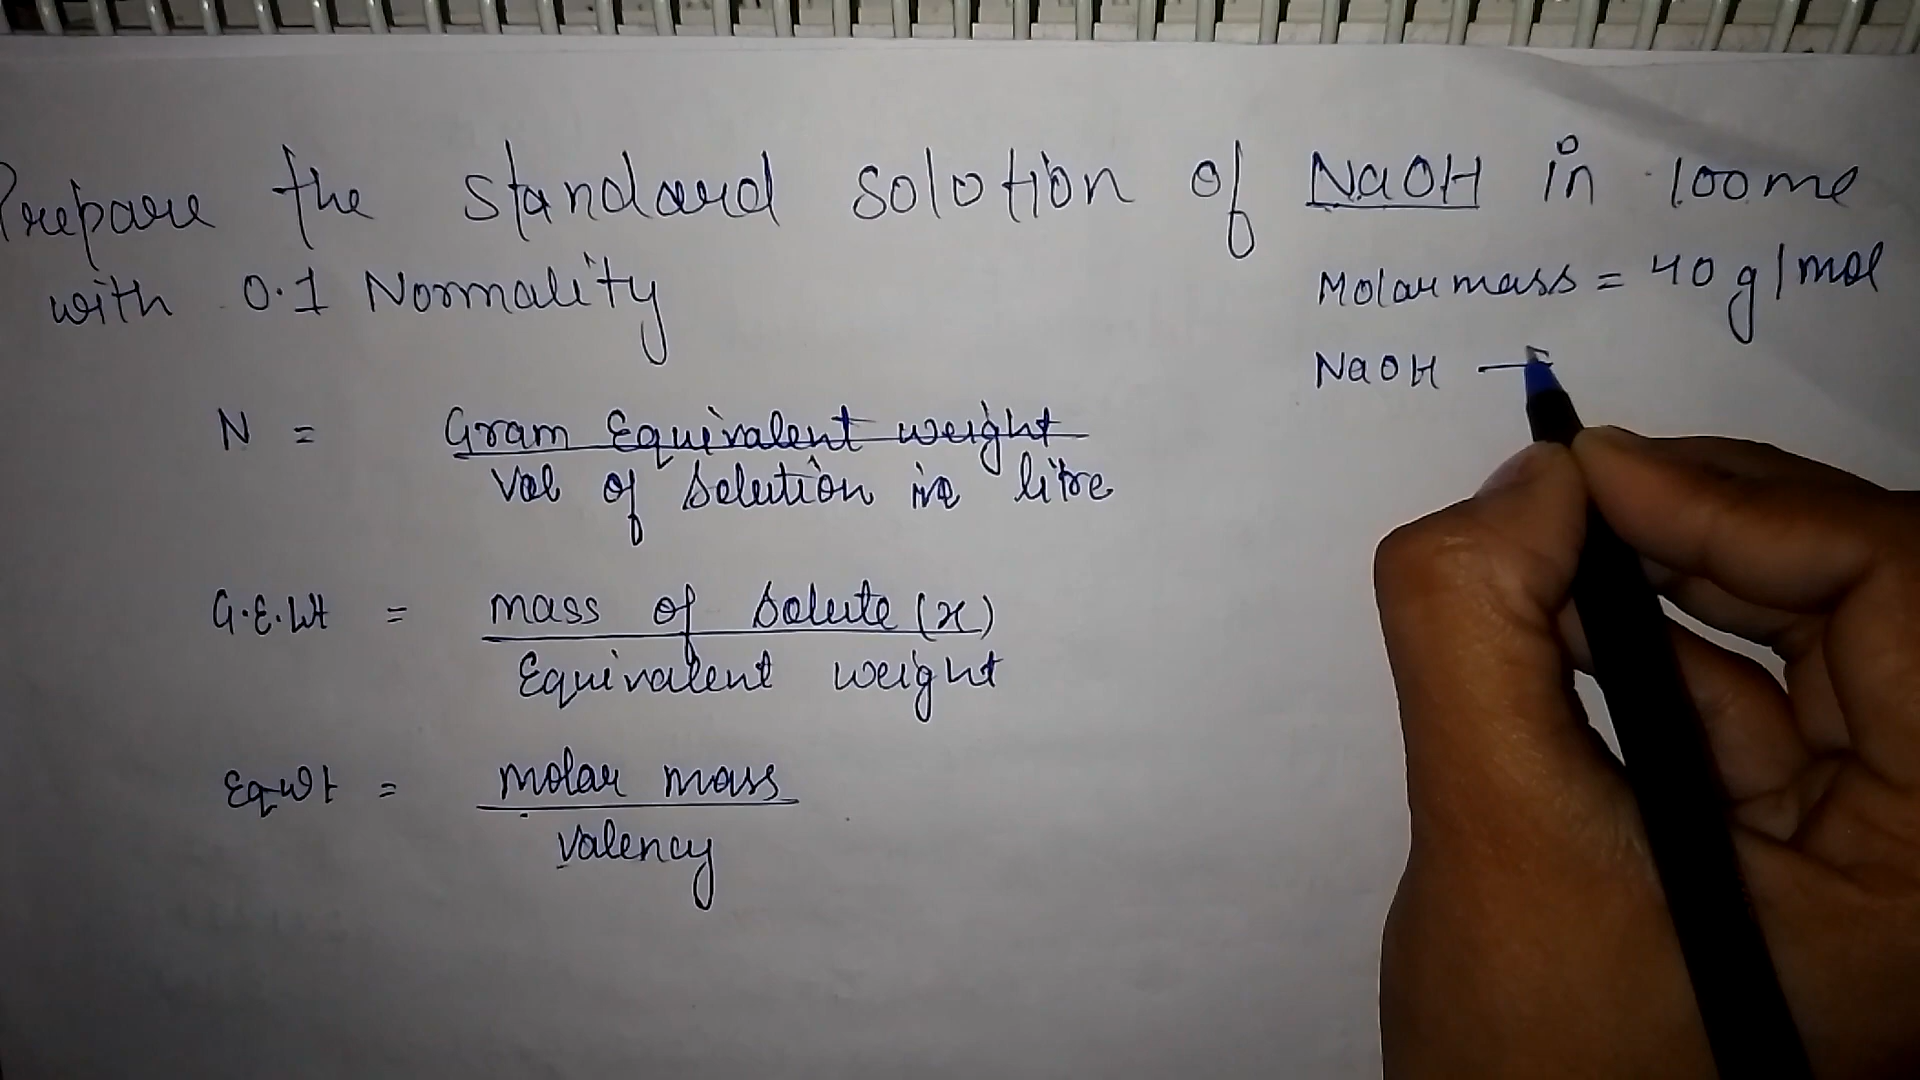 Prepare the standard solotion of NaOH in 100ml
with 0.1 Normality
Molar mass = 40 g/mol
NaOH →
N = Gram Equivalent weight
Vol of Solution in litre
G.E.Wt = mass of Solute (x)
Equivalent weight
Eq Wt = molar mass
Valency